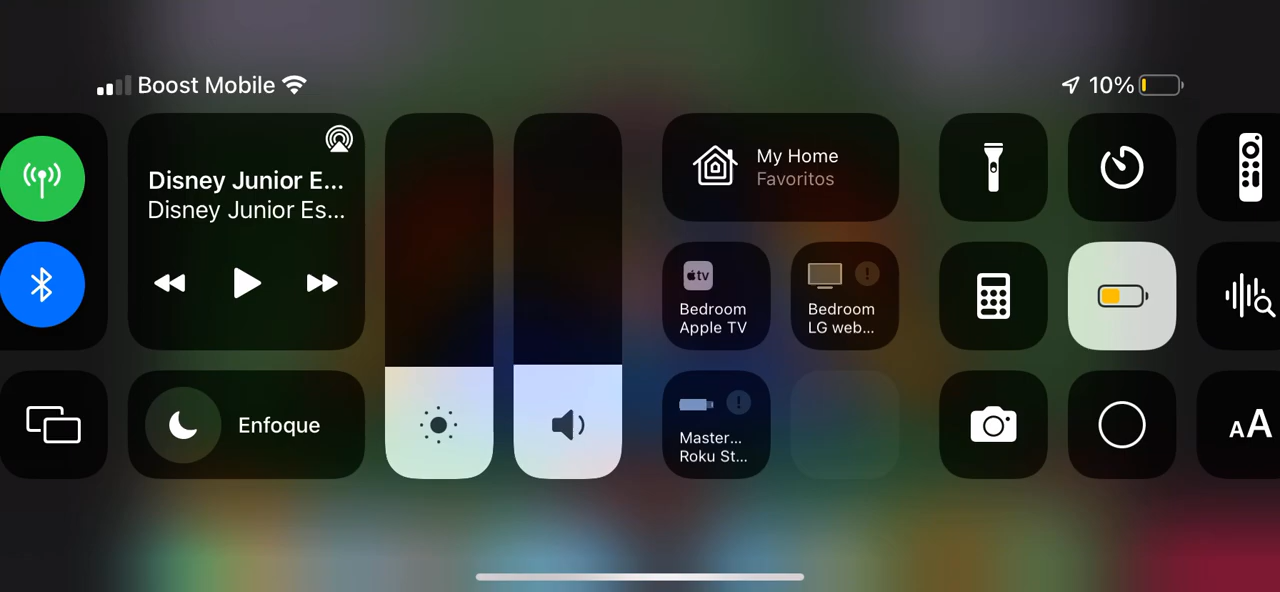 Boost Mobile
10%
Disney Junior E...
Disney Junior Es...
Enfoque
My Home
Favoritos
tv
Bedroom
Apple TV
Bedroom
LG web...
Master...
Roku St...
AA